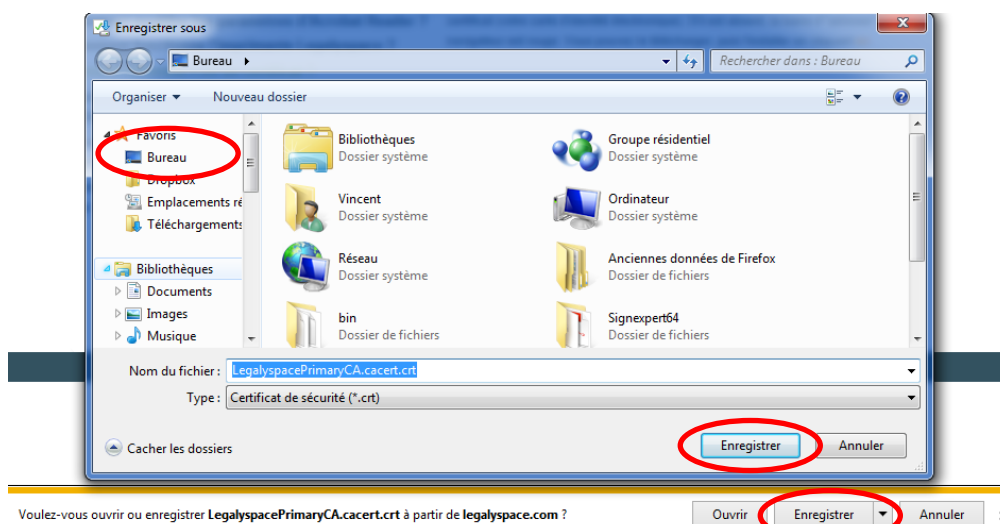 Enregistrer sous
Bureau
Rechercher dans : Bureau
Organiser
Nouveau dossier
Favoris
Bureau
Dropbox
Emplacements ré
Téléchargements
Bibliothèques
Documents
Images
Musique
Bibliothèques
Dossier système
Groupe résidentiel
Dossier système
Vincent
Dossier système
Ordinateur
Dossier système
Réseau
Dossier système
Anciennes données de Firefox
Dossier de fichiers
bin
Dossier de fichiers
Signexpert64
Dossier de fichiers
Nom du fichier : LegalyspacePrimaryCA.cacert.crt
Type : Certificat de sécurité (*.crt)
Cacher les dossiers
Enregistrer
Annuler
Voulez-vous ouvrir ou enregistrer LegalyspacePrimaryCA.cacert.crt à partir de legalyspace.com ?
Ouvrir
Enregistrer
Annuler